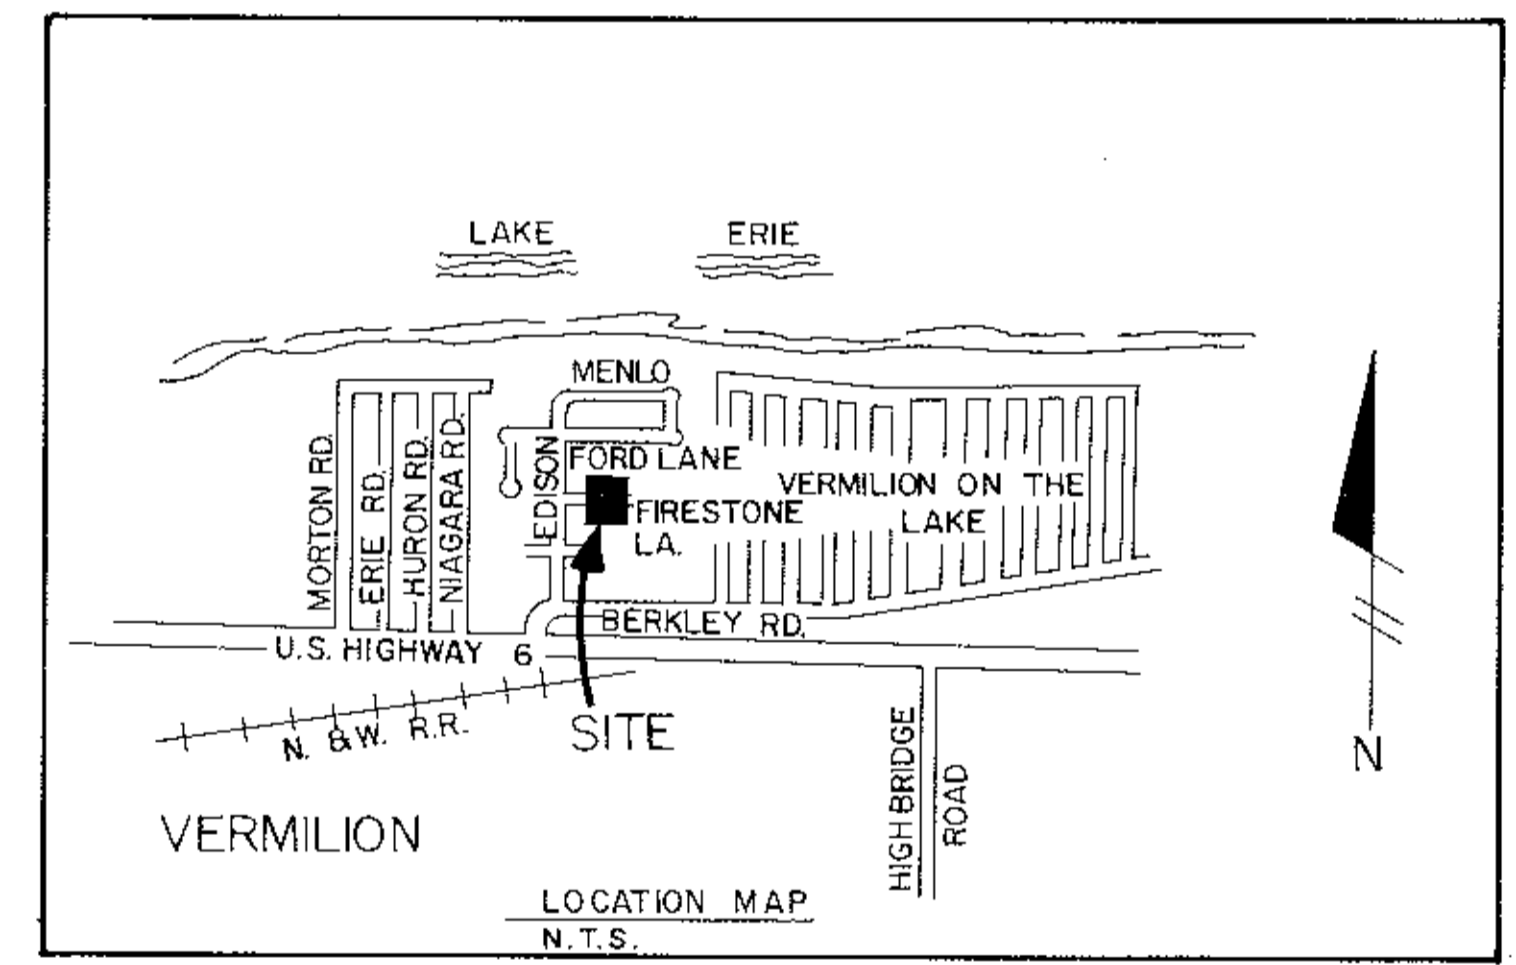 LAKE ERIE
MENLO
FORD LANE
EDISON
FIRESTONE
LA.
VERMILION ON THE
LAKE
MORTON RD.
ERIE RD.
HURON RD.
NIAGARA RD.
BERKLEY RD.
U.S. HIGHWAY 6
N. &W. R.R.
SITE
HIGH BRIDGE
ROAD
N
VERMILION
LOCATION MAP
N.T.S.